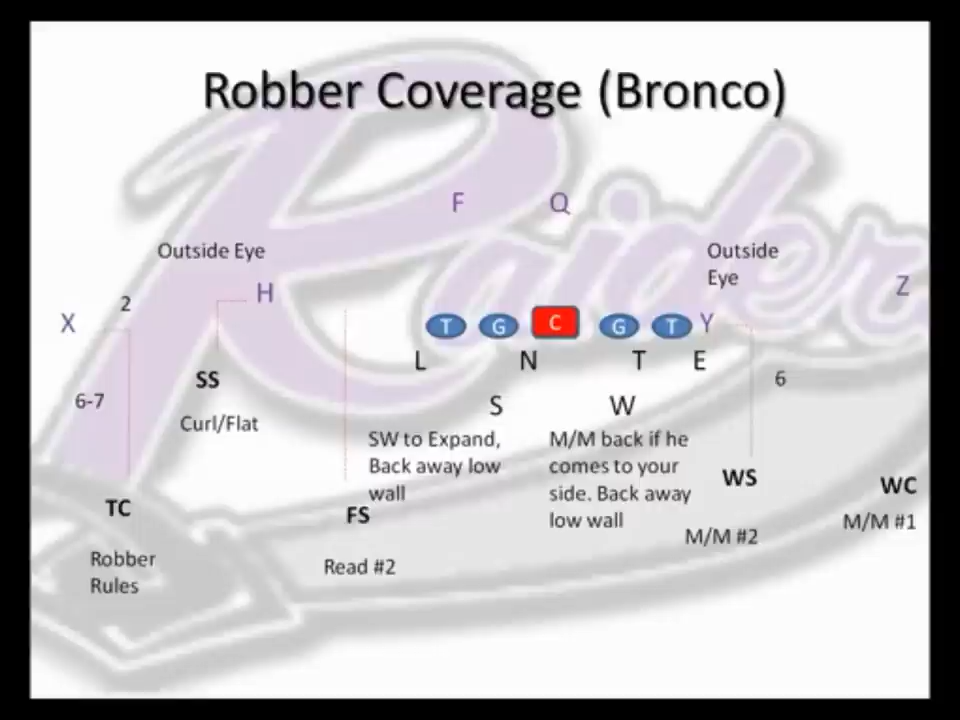 Robber Coverage (Bronco)
F Q
Outside Eye
Outside
Eye
X 2 H
Z
T G C G T Y
L N T E
SS
6
6-7
Curl/Flat
S W
SW to Expand,
Back away low
wall
M/M back if he
comes to your
side. Back away
low wall
WS
WC
TC
FS
M/M #2
M/M #1
Robber
Rules
Read #2
Raider